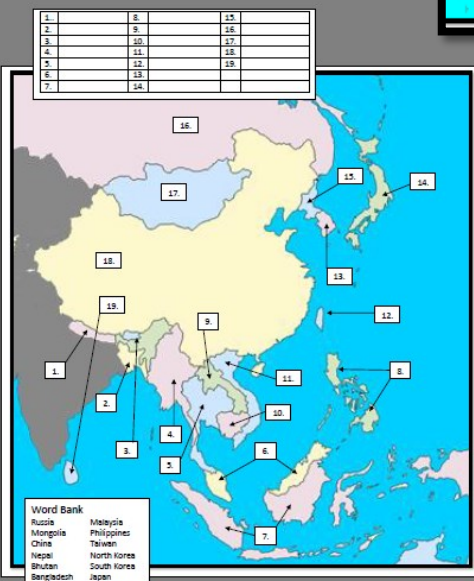 1. 8. 15.
2. 9. 16.
3. 10. 17.
4. 11. 18.
5. 12. 19.
6. 13.
7. 14.
16.
15.
17.
14.
18.
13.
19.
9.
12.
1.
11.
8.
2.
10.
3.
4.
5.
6.
7.
Word Bank
Russia Malaysia
Mongolia Philippines
China Taiwan
Nepal North Korea
Bhutan South Korea
Bangladesh Japan